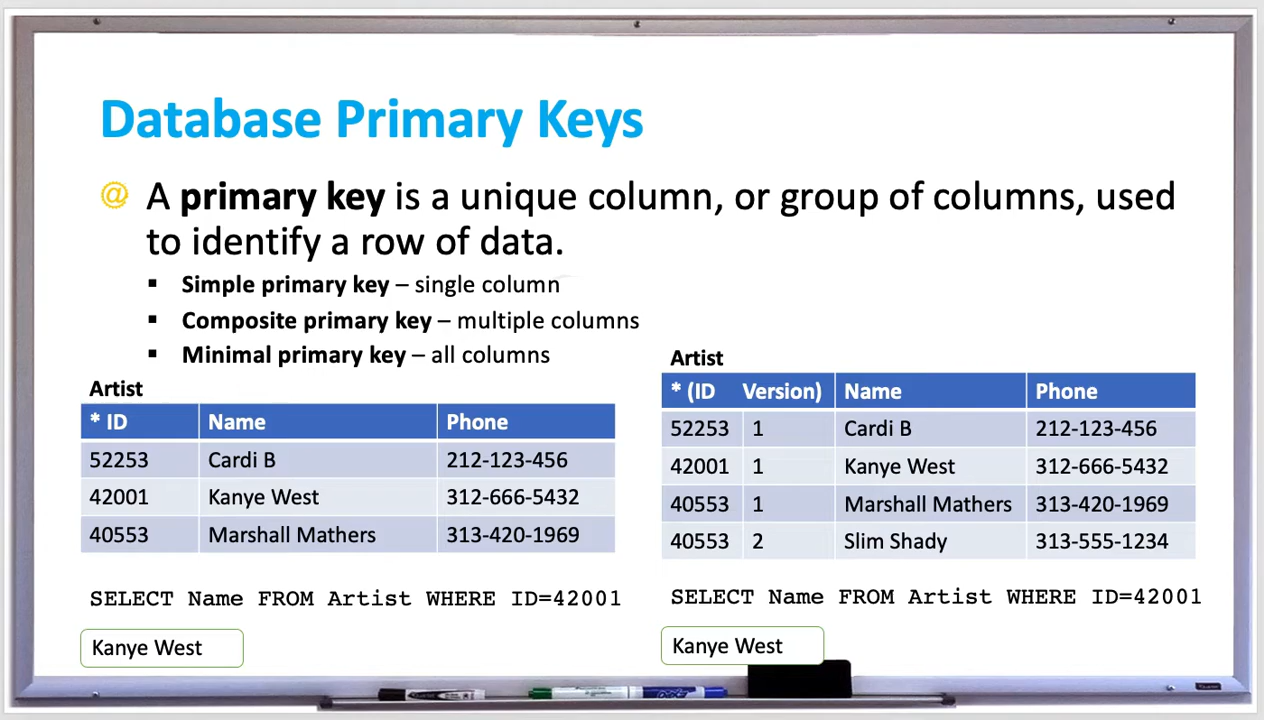 Database Primary Keys
@ A primary key is a unique column, or group of columns, used
to identify a row of data.
▪ Simple primary key – single column
▪ Composite primary key – multiple columns
▪ Minimal primary key – all columns
Artist
* ID Name Phone
52253 Cardi B 212-123-456
42001 Kanye West 312-666-5432
40553 Marshall Mathers 313-420-1969
SELECT Name FROM Artist WHERE ID=42001
Kanye West
Artist
* (ID Version) Name Phone
52253 1 Cardi B 212-123-456
42001 1 Kanye West 312-666-5432
40553 1 Marshall Mathers 313-420-1969
40553 2 Slim Shady 313-555-1234
SELECT Name FROM Artist WHERE ID=42001
Kanye West